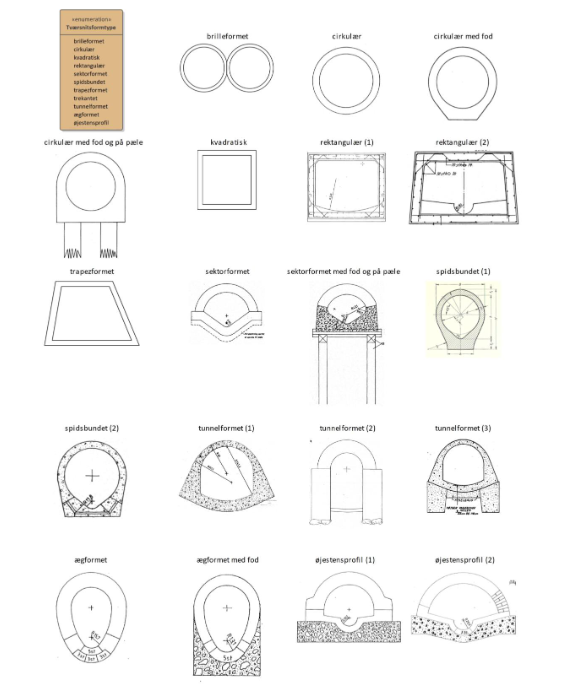 «enumeration»
Tværsnitsformtype
brilleformet
cirkulær
kvadratisk
rektangulær
sektorformet
spidsbundet
trapezformet
trekantet
tunnelformet
ægformet
øjestensprofil
brilleformet
cirkulær
cirkulær med fod
cirkulær med fod og på pæle
kvadratisk
rektangulær (1)
rektangulær (2)
trapezformet
sektorformet
sektorformet med fod og på pæle
spidsbundet (1)
spidsbundet (2)
tunnelformet (1)
tunnelformet (2)
tunnelformet (3)
ægformet
ægformet med fod
øjestensprofil (1)
øjestensprofil (2)